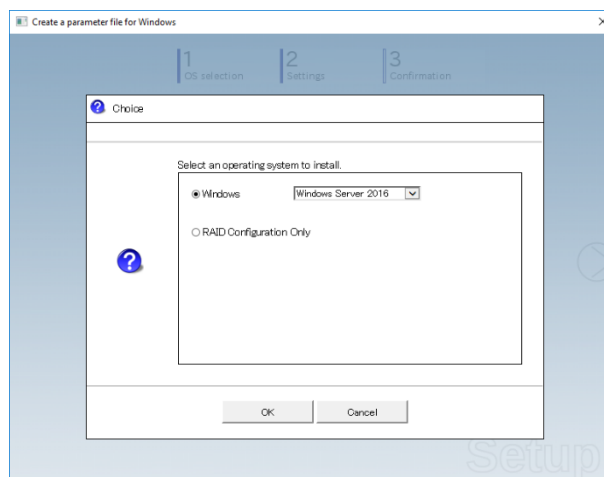 Create a parameter file for Windows
1
OS selection
2
Settings
3
Confirmation
Choice
Select an operating system to install.
Windows
Windows Server 2016
RAID Configuration Only
OK
Cancel
Setup